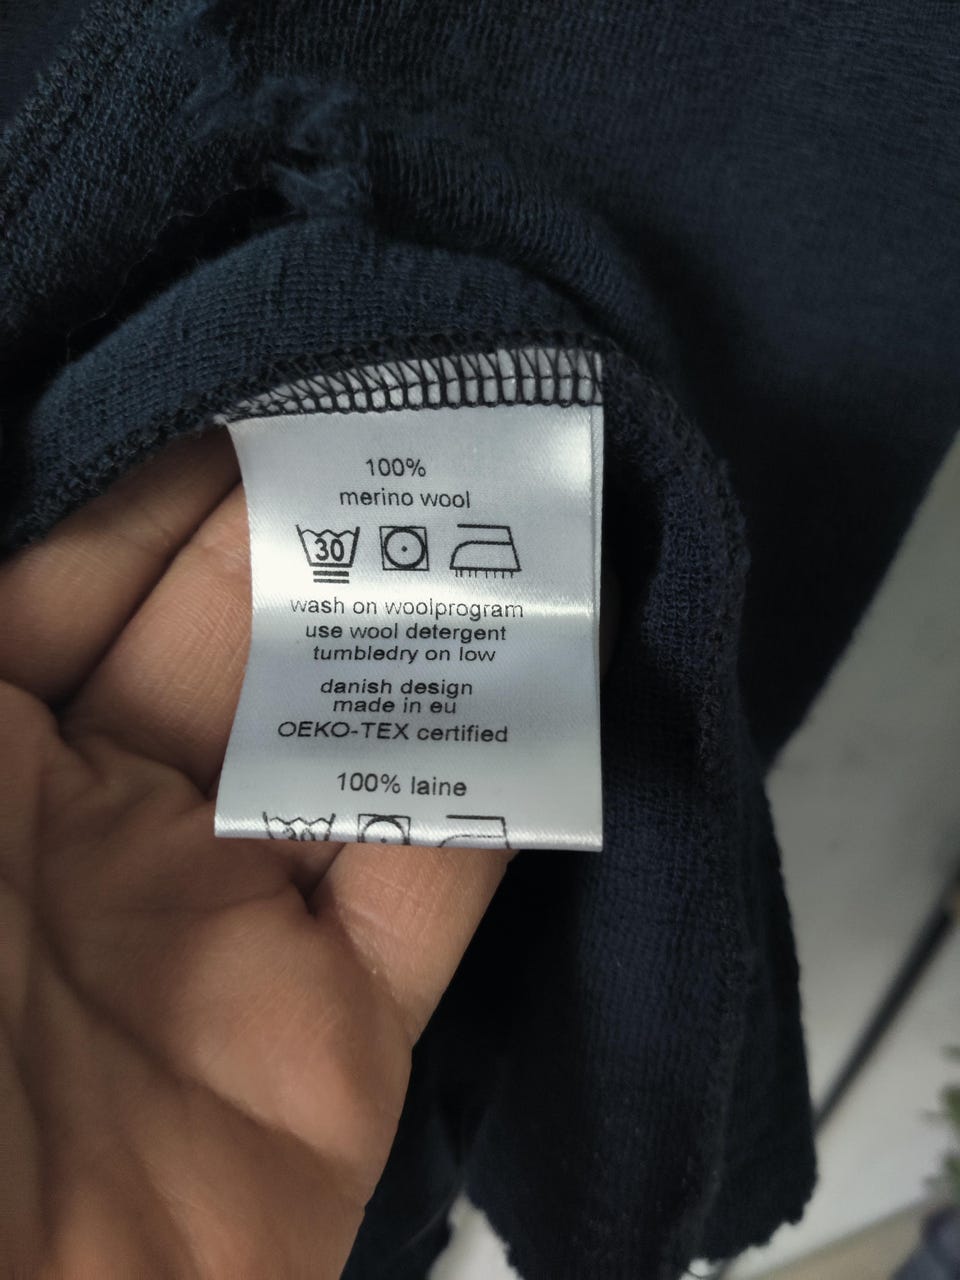 100%
merino wool
30
wash on woolprogram
use wool detergent
tumbledry on low
danish design
made in eu
OEKO-TEX certified
100% laine
30